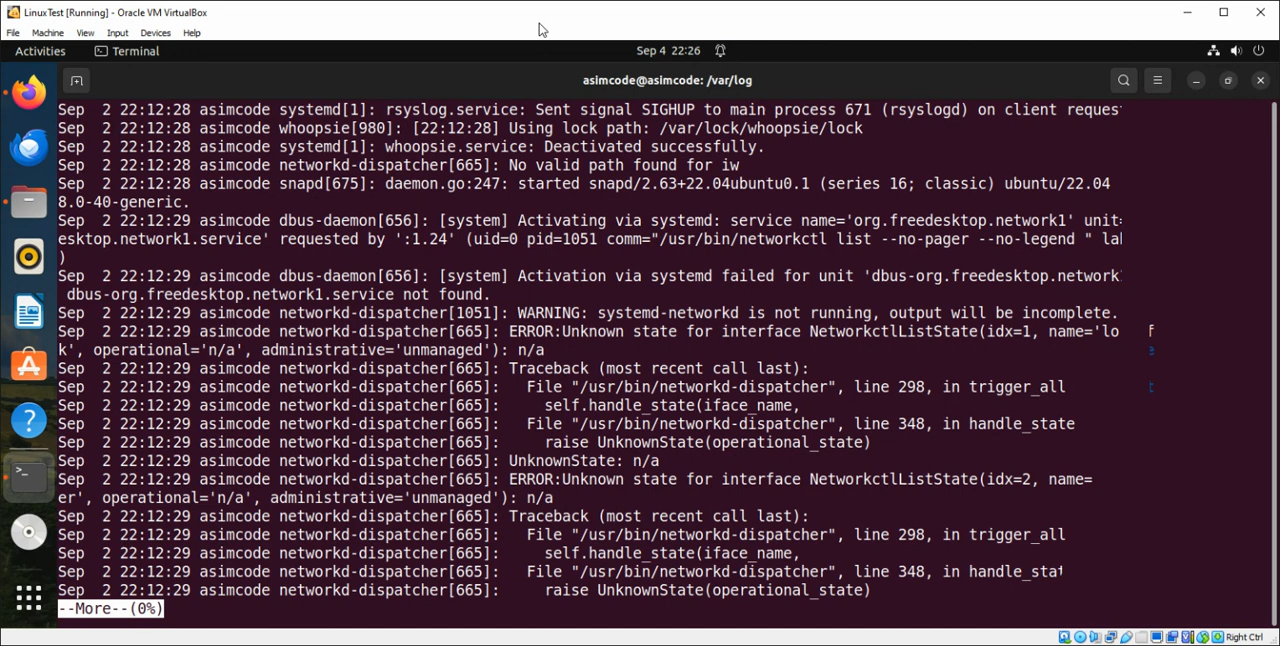 LinuxTest [Running] - Oracle VM VirtualBox
File Machine View Input Devices Help
Activities Terminal Sep 4 22:26
asimcode@asimcode: /var/log
Sep  2 22:12:28 asimcode systemd[1]: rsyslog.service: Sent signal SIGHUP to main process 671 (rsyslogd) on client reques
Sep  2 22:12:28 asimcode whoopsie[980]: [22:12:28] Using lock path: /var/lock/whoopsie/lock
Sep  2 22:12:28 asimcode systemd[1]: whoopsie.service: Deactivated successfully.
Sep  2 22:12:28 asimcode networkd-dispatcher[665]: No valid path found for iw
Sep  2 22:12:28 asimcode snapd[675]: daemon.go:247: started snapd/2.63+22.04ubuntu0.1 (series 16; classic) ubuntu/22.04
8.0-40-generic.
Sep  2 22:12:29 asimcode dbus-daemon[656]: [system] Activating via systemd: service name='org.freedesktop.network1' unit=
esktop.network1.service' requested by ':1.24' (uid=0 pid=1051 comm="/usr/bin/networkctl list --no-pager --no-legend " la
)
Sep  2 22:12:29 asimcode dbus-daemon[656]: [system] Activation via systemd failed for unit 'dbus-org.freedesktop.network
 dbus-org.freedesktop.network1.service not found.
Sep  2 22:12:29 asimcode networkd-dispatcher[1051]: WARNING: systemd-networkd is not running, output will be incomplete.
Sep  2 22:12:29 asimcode networkd-dispatcher[665]: ERROR:Unknown state for interface NetworkctlListState(idx=1, name='lo f
k', operational='n/a', administrative='unmanaged'): n/a e
Sep  2 22:12:29 asimcode networkd-dispatcher[665]: Traceback (most recent call last):
Sep  2 22:12:29 asimcode networkd-dispatcher[665]:   File "/usr/bin/networkd-dispatcher", line 298, in trigger_all t
Sep  2 22:12:29 asimcode networkd-dispatcher[665]:     self.handle_state(iface_name,
Sep  2 22:12:29 asimcode networkd-dispatcher[665]:   File "/usr/bin/networkd-dispatcher", line 348, in handle_state
Sep  2 22:12:29 asimcode networkd-dispatcher[665]:     raise UnknownState(operational_state)
Sep  2 22:12:29 asimcode networkd-dispatcher[665]: UnknownState: n/a
Sep  2 22:12:29 asimcode networkd-dispatcher[665]: ERROR:Unknown state for interface NetworkctlListState(idx=2, name=
er', operational='n/a', administrative='unmanaged'): n/a
Sep  2 22:12:29 asimcode networkd-dispatcher[665]: Traceback (most recent call last):
Sep  2 22:12:29 asimcode networkd-dispatcher[665]:   File "/usr/bin/networkd-dispatcher", line 298, in trigger_all
Sep  2 22:12:29 asimcode networkd-dispatcher[665]:     self.handle_state(iface_name,
Sep  2 22:12:29 asimcode networkd-dispatcher[665]:   File "/usr/bin/networkd-dispatcher", line 348, in handle_sta
Sep  2 22:12:29 asimcode networkd-dispatcher[665]:     raise UnknownState(operational_state)
--More--(0%)
Right Ctrl